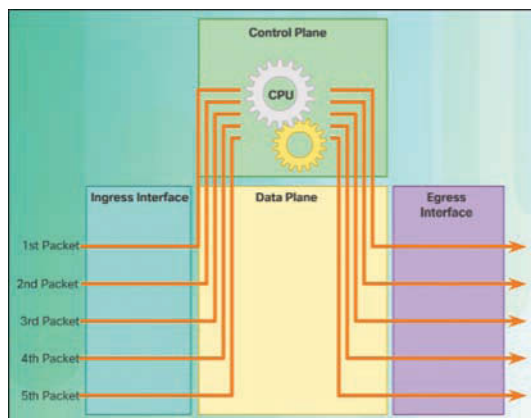 Control Plane
CPU
Ingress Interface
Data Plane
Egress
Interface
1st Packet
2nd Packet
3rd Packet
4th Packet
5th Packet